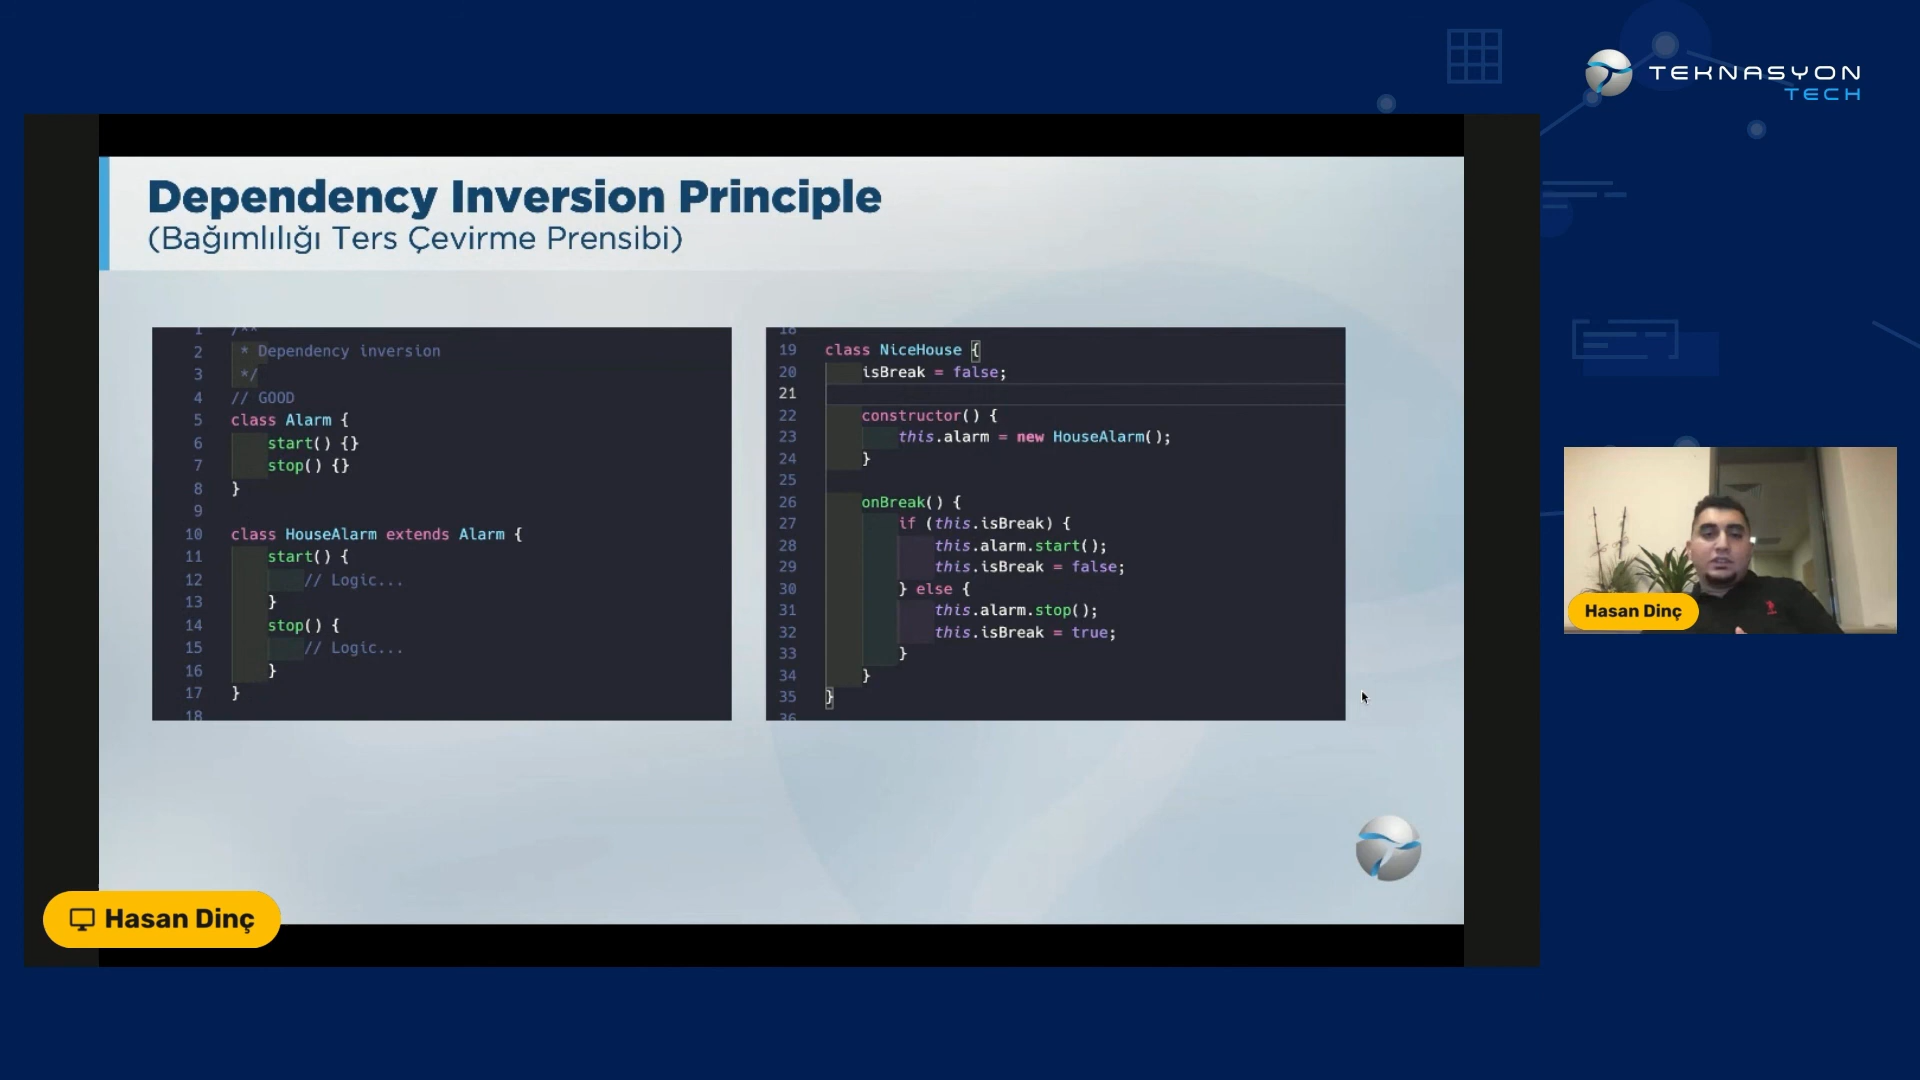 TEKNASYON
TECH
Dependency Inversion Principle
(Bağımlılığı Ters Çevirme Prensibi)
1 /**
2 * Dependency inversion
3 */
4 // GOOD
5 class Alarm {
6 start() {}
7 stop() {}
8 }
9
10 class HouseAlarm extends Alarm {
11 start() {
12 // Logic...
13 }
14 stop() {
15 // Logic...
16 }
17 }
18
18
19 class NiceHouse {
20 isBreak = false;
21
22 constructor() {
23 this.alarm = new HouseAlarm();
24 }
25
26 onBreak() {
27 if (this.isBreak) {
28 this.alarm.start();
29 this.isBreak = false;
30 } else {
31 this.alarm.stop();
32 this.isBreak = true;
33 }
34 }
35 }
36
Hasan Dinç
Hasan Dinç